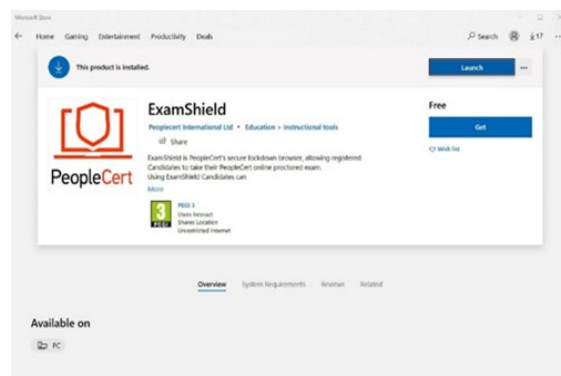 Microsoft Store
Home Gaming Entertainment Productivity Deals
Search
17
This product is installed.
Launch
ExamShield
Peoplecert International Ltd • Education > Instructional tools
Share
ExamShield is PeopleCert's secure lockdown browser, allowing registered
Candidates to take their PeopleCert online proctored exam.
Using ExamShield Candidates can
More
PeopleCert
3
PEGI
PEGI 3
Users Interact
Shares Location
Unrestricted Internet
Free
Get
Wish list
Overview System Requirements Reviews Related
Available on
PC